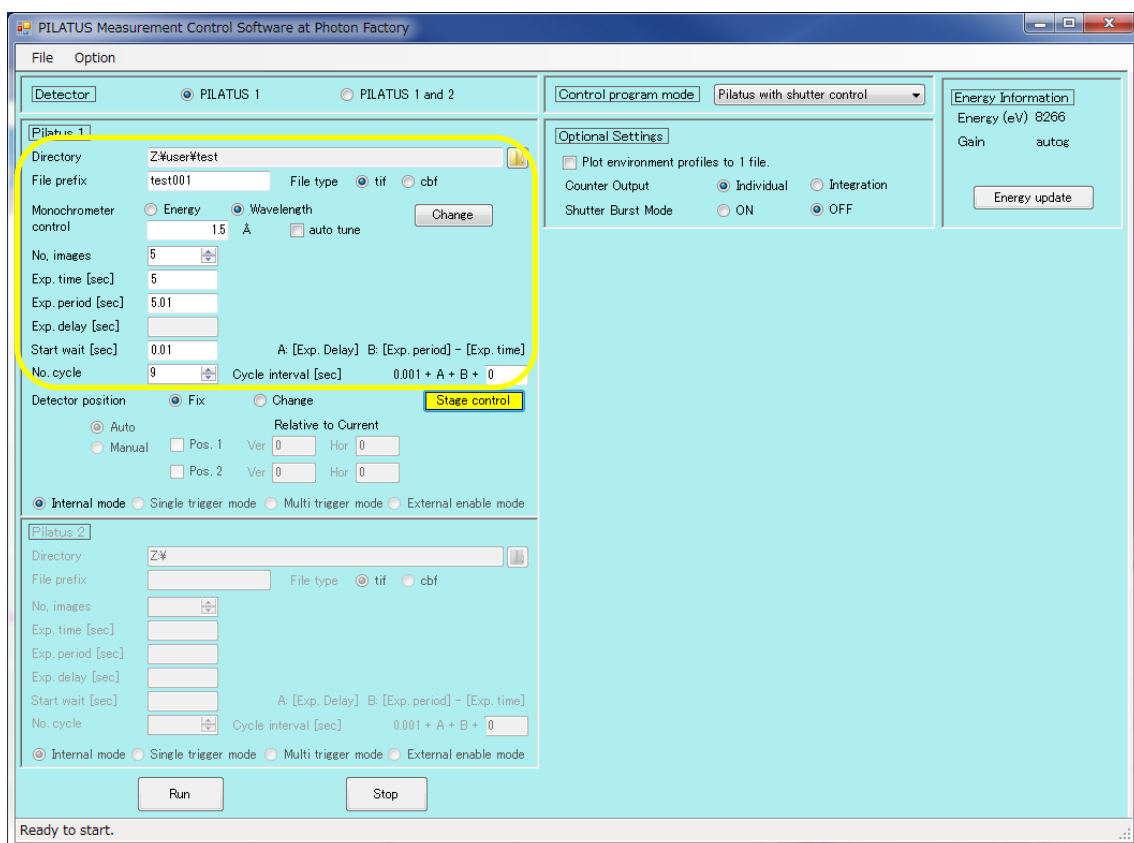 PILATUS Measurement Control Software at Photon Factory
File Option
Detector PILATUS 1 PILATUS 1 and 2
Control program mode Pilatus with shutter control
Energy Information
Energy (eV) 8266
Gain autog
Energy update
Optional Settings
Plot environment profiles to 1 file.
Counter Output Individual Integration
Shutter Burst Mode ON OFF
Pilatus 1
Directory Z:¥user¥test
File prefix test001 File type tif cbf
Monochrometer control Energy Wavelength Change
1.5 Å auto tune
No, images 5
Exp. time [sec] 5
Exp. period [sec] 5.01
Exp. delay [sec]
Start wait [sec] 0.01 A: [Exp. Delay] B: [Exp. period] - [Exp. time]
No. cycle 9 Cycle interval [sec] 0.001 + A + B + 0
Detector position Fix Change Stage control
Auto Relative to Current
Manual Pos. 1 Ver 0 Hor 0
Pos. 2 Ver 0 Hor 0
Internal mode Single trigger mode Multi trigger mode External enable mode
Pilatus 2
Directory Z:¥
File prefix File type tif cbf
No, images
Exp. time [sec]
Exp. period [sec]
Exp. delay [sec]
Start wait [sec] A: [Exp. Delay] B: [Exp. period] - [Exp. time]
No. cycle Cycle interval [sec] 0.001 + A + B + 0
Internal mode Single trigger mode Multi trigger mode External enable mode
Run Stop
Ready to start.